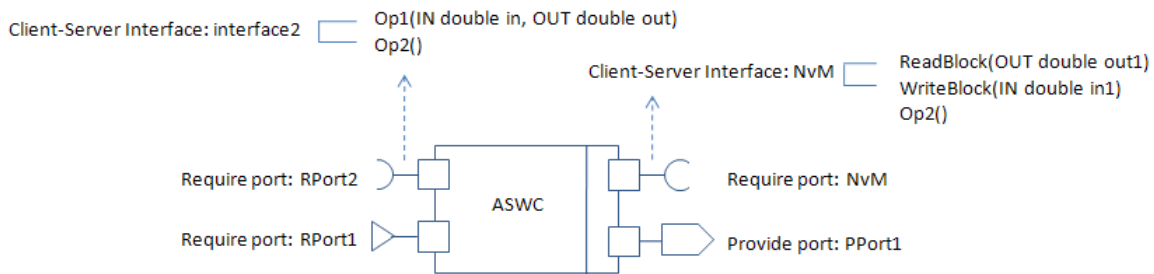 Client-Server Interface: interface2
Op1(IN double in, OUT double out)
Op2()
Client-Server Interface: NvM
ReadBlock(OUT double out1)
WriteBlock(IN double in1)
Op2()
Require port: RPort2
ASWC
Require port: NvM
Require port: RPort1
Provide port: PPort1